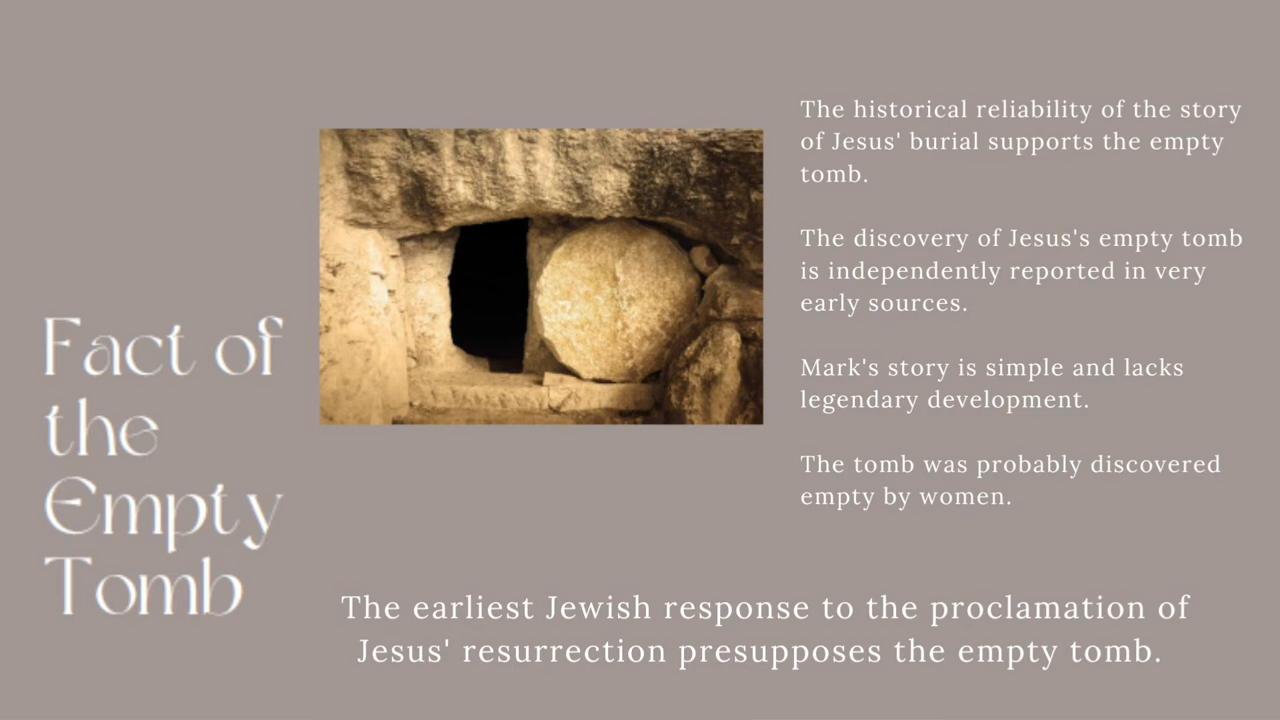 Fact of
the
Empty
Tomb
The historical reliability of the story
of Jesus' burial supports the empty
tomb.
The discovery of Jesus's empty tomb
is independently reported in very
early sources.
Mark's story is simple and lacks
legendary development.
The tomb was probably discovered
empty by women.
The earliest Jewish response to the proclamation of
Jesus' resurrection presupposes the empty tomb.